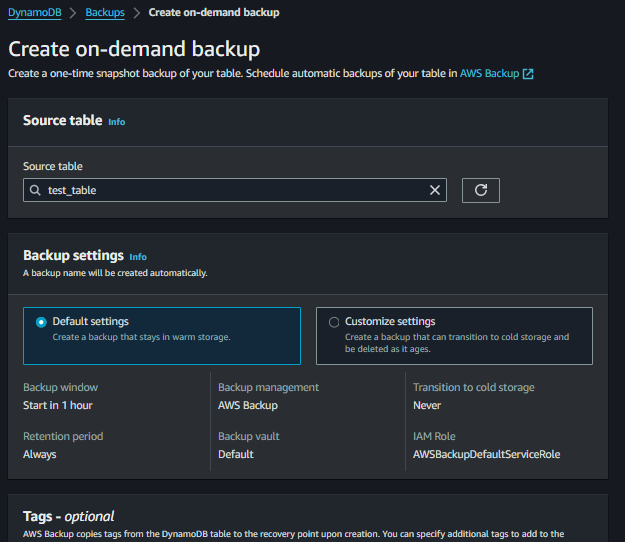 DynamoDB > Backups > Create on-demand backup
Create on-demand backup
Create a one-time snapshot backup of your table. Schedule automatic backups of your table in AWS Backup
Source table Info
Source table
test_table
Backup settings Info
A backup name will be created automatically.
Default settings
Create a backup that stays in warm storage.
Customize settings
Create a backup that can transition to cold storage and
be deleted as it ages.
Backup window
Start in 1 hour
Backup management
AWS Backup
Transition to cold storage
Never
Retention period
Always
Backup vault
Default
IAM Role
AWSBackupDefaultServiceRole
Tags - optional
AWS Backup copies tags from the DynamoDB table to the recovery point upon creation. You can specify additional tags to add to the